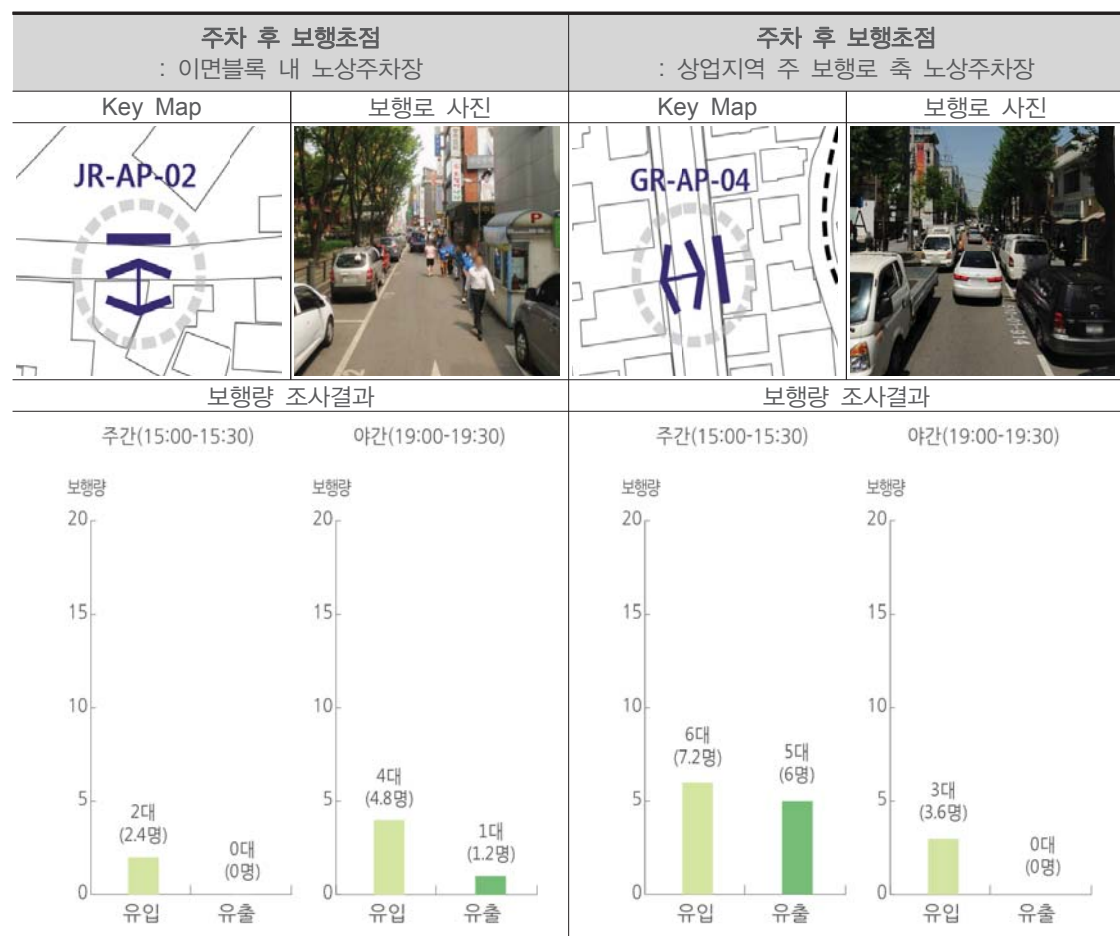 주차 후 보행초점
: 이면블록 내 노상주차장
주차 후 보행초점
: 상업지역 주 보행로 축 노상주차장
Key Map
보행로 사진
Key Map
보행로 사진
JR-AP-02
P
GR-AP-04
보행량 조사결과
보행량 조사결과
주간(15:00-15:30)
보행량
20
15
10
5
0
2대
(2.4명)
0대
(0명)
유입
유출
야간(19:00-19:30)
보행량
20
15
10
5
0
4대
(4.8명)
1대
(1.2명)
유입
유출
주간(15:00-15:30)
보행량
20
15
10
5
0
6대
(7.2명)
5대
(6명)
유입
유출
야간(19:00-19:30)
보행량
20
15
10
5
0
3대
(3.6명)
0대
(0명)
유입
유출